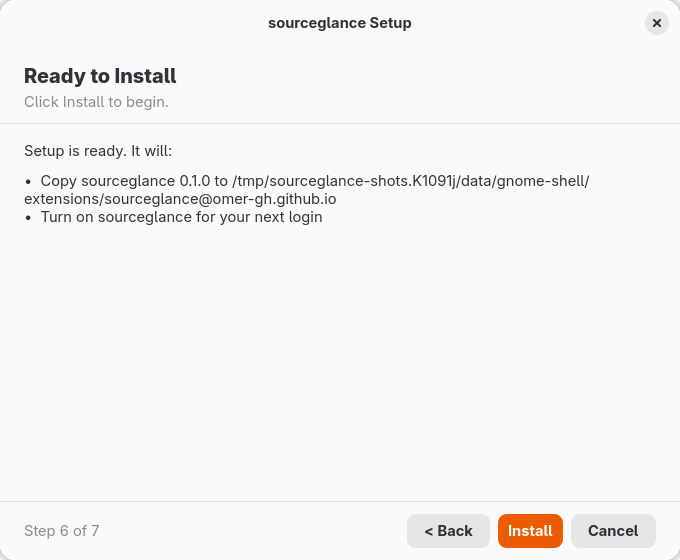 sourceglance Setup
Ready to Install
Click Install to begin.
Setup is ready. It will:
• Copy sourceglance 0.1.0 to /tmp/sourceglance-shots.K1091j/data/gnome-shell/
extensions/sourceglance@omer-gh.github.io
• Turn on sourceglance for your next login
Step 6 of 7
< Back
Install
Cancel